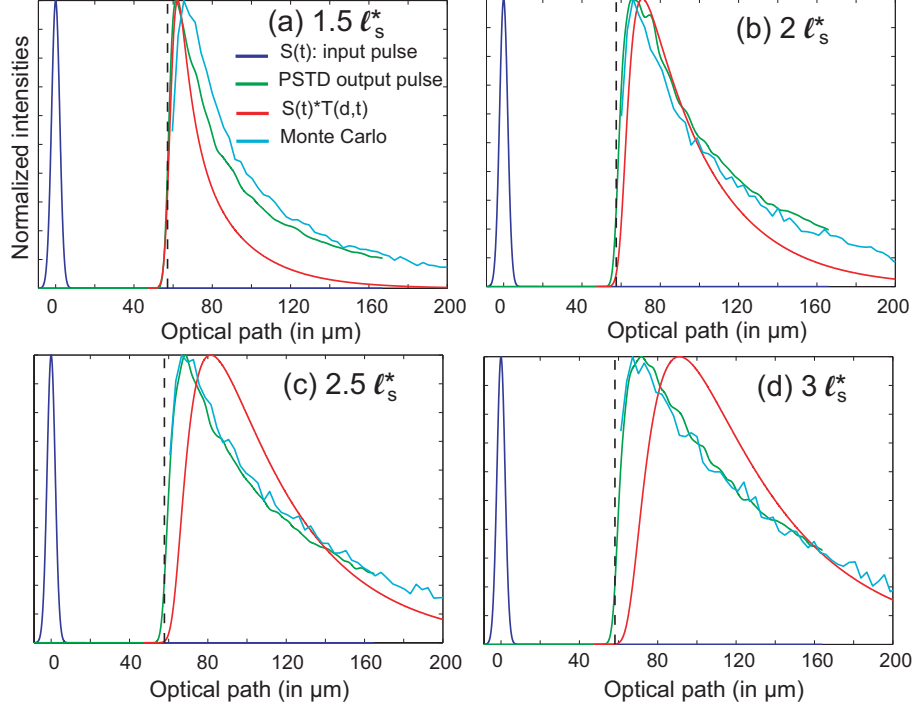 Normalized intensities
(a) 1.5 ℓ*s
S(t): input pulse
PSTD output pulse
S(t)*T(d,t)
Monte Carlo
0 40 80 120 160 200
Optical path (in µm)
(b) 2 ℓ*s
0 40 80 120 160 200
Optical path (in µm)
(c) 2.5 ℓ*s
0 40 80 120 160 200
Optical path (in µm)
(d) 3 ℓ*s
0 40 80 120 160 200
Optical path (in µm)